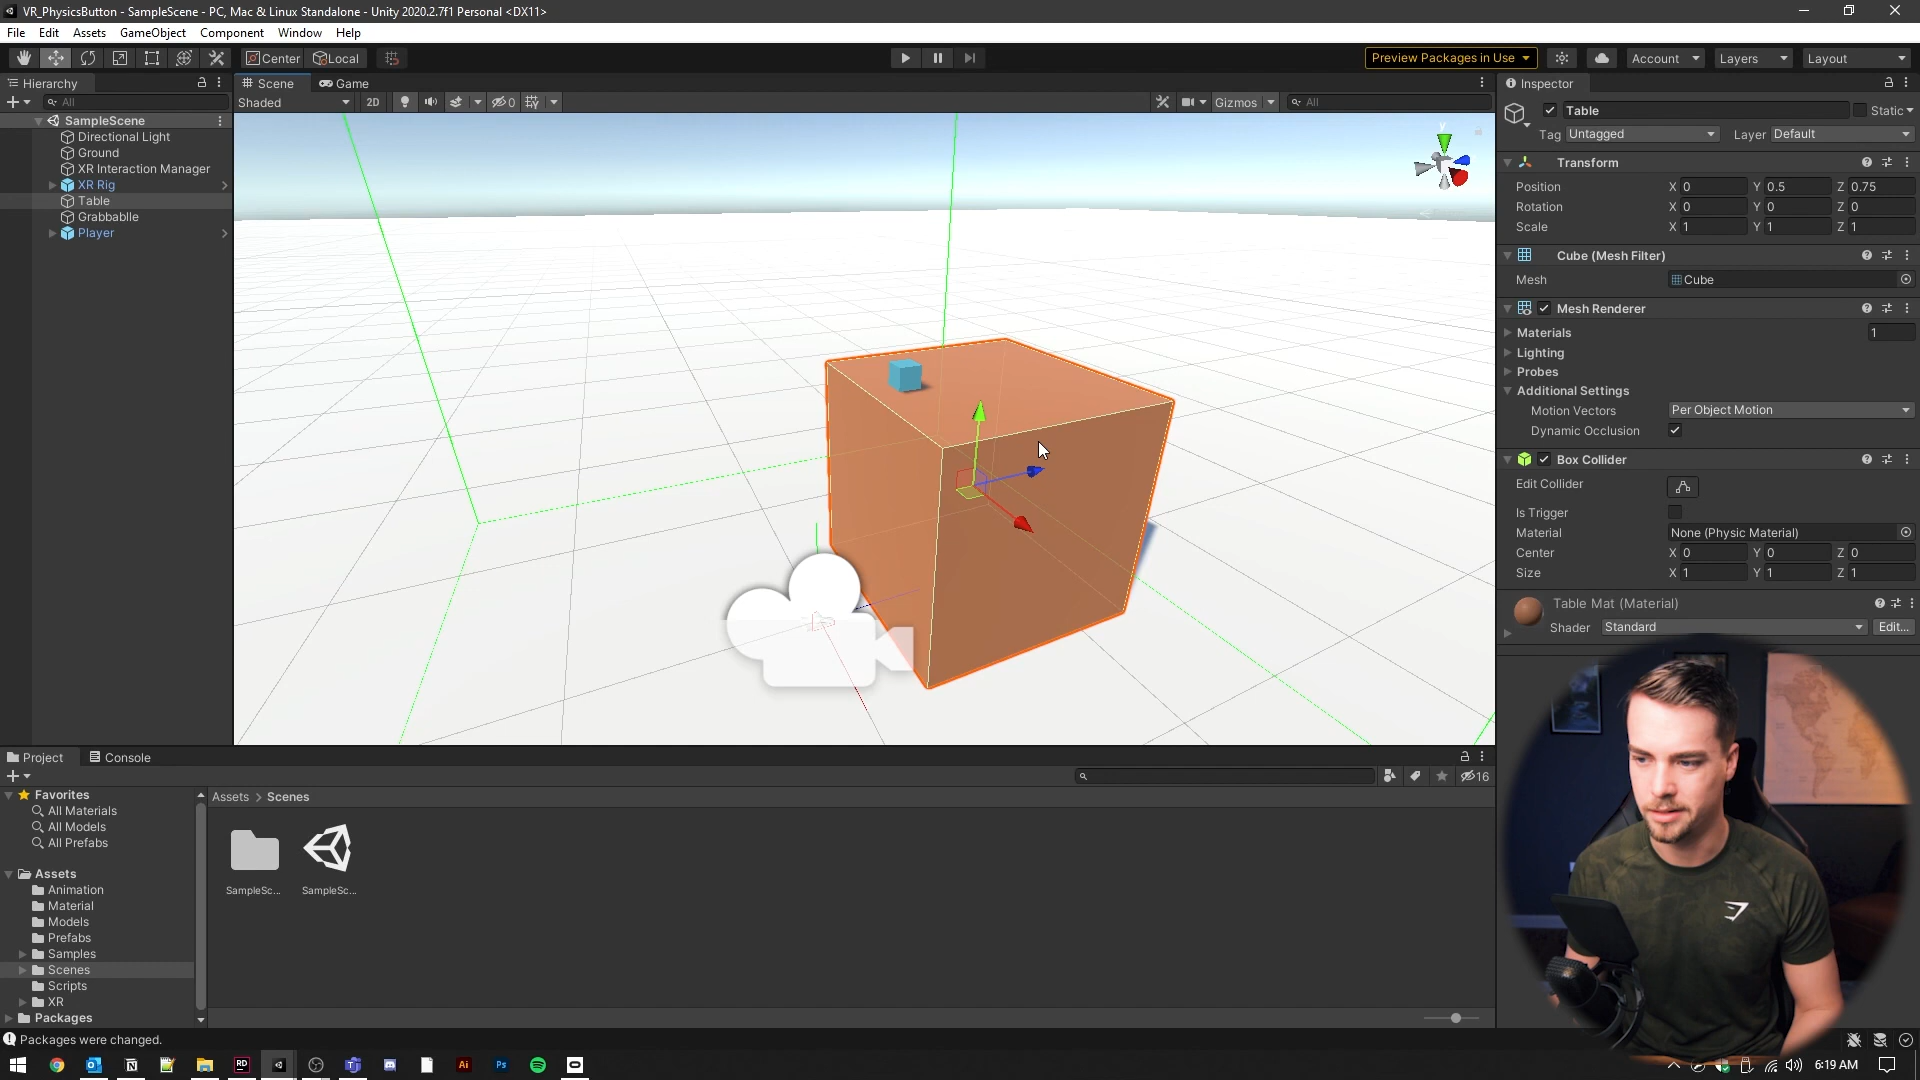 VR_PhysicsButton - SampleScene - PC, Mac & Linux Standalone - Unity 2020.2.7f1 Personal <DX11>
File Edit Assets GameObject Component Window Help
Center Local Preview Packages in Use Account Layers Layout
Hierarchy
All
SampleScene
Directional Light
Ground
XR Interaction Manager
XR Rig
Table
Grabbablle
Player
Scene Game
Shaded 2D 0 Gizmos All
y
Inspector
Table Static
Tag Untagged Layer Default
Transform
Position X 0 Y 0.5 Z 0.75
Rotation X 0 Y 0 Z 0
Scale X 1 Y 1 Z 1
Cube (Mesh Filter)
Mesh Cube
Mesh Renderer
Materials 1
Lighting
Probes
Additional Settings
Motion Vectors Per Object Motion
Dynamic Occlusion
Box Collider
Edit Collider
Is Trigger
Material None (Physic Material)
Center X 0 Y 0 Z 0
Size X 1 Y 1 Z 1
Table Mat (Material)
Shader Standard Edit...
Project Console
16
Favorites
All Materials
All Models
All Prefabs
Assets
Animation
Material
Models
Prefabs
Samples
Scenes
Scripts
XR
Packages
Assets > Scenes
SampleSc... SampleSc...
Packages were changed.
RD Ai Ps
6:19 AM